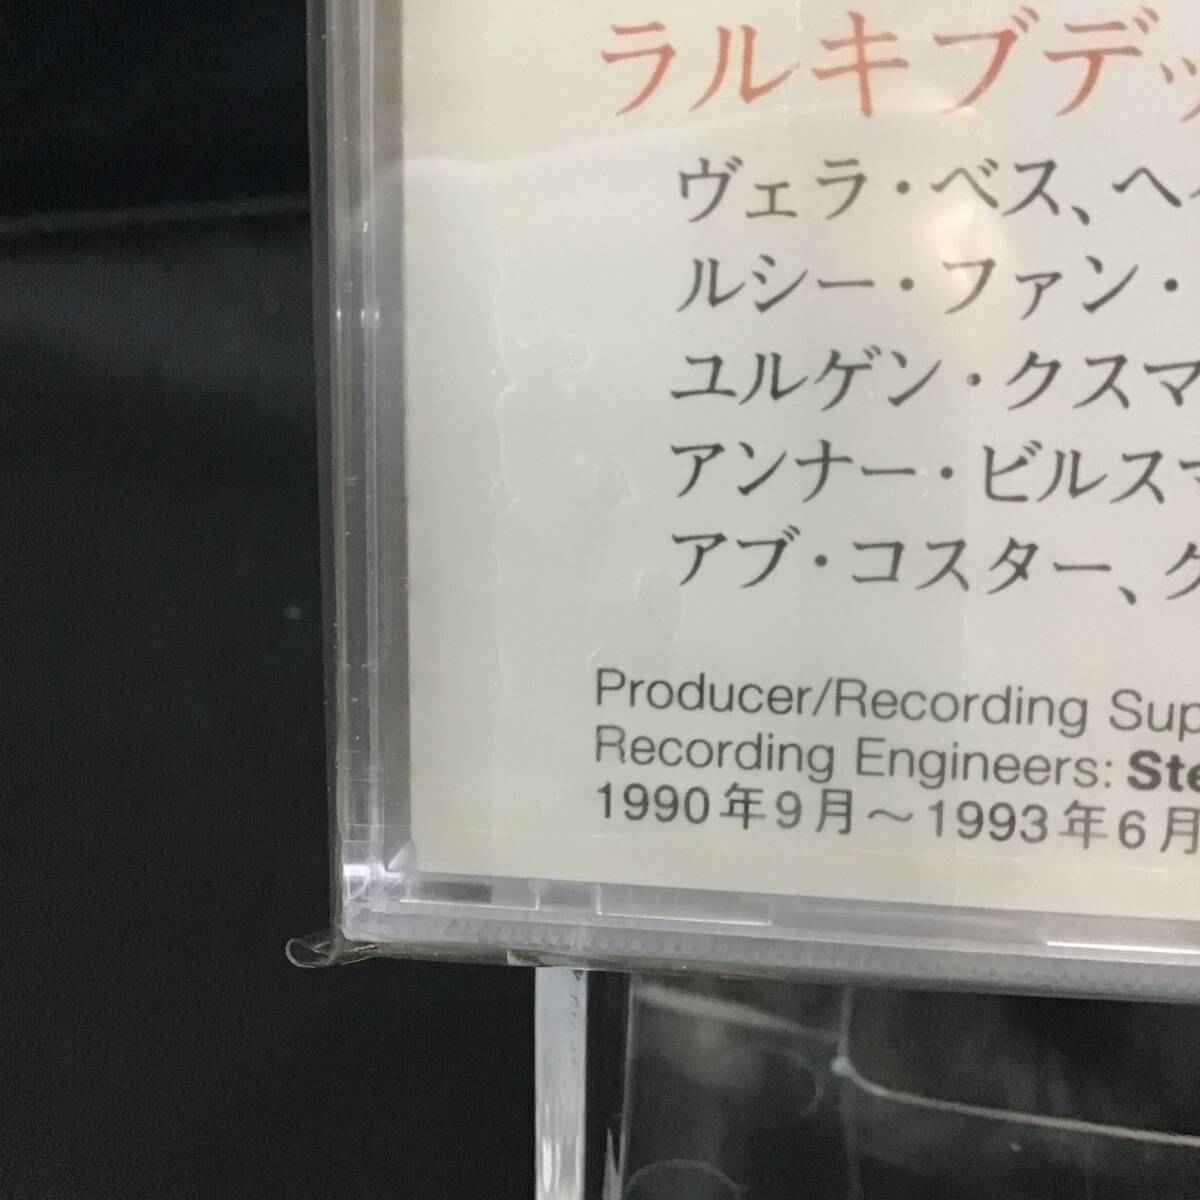 ラルキブデッ
ヴェラ・ベス、ヘイ
ルシー・ファン・
ユルゲン・クスマ
アンナー・ビルスマ
アブ・コスター、ク
Producer/Recording Sup
Recording Engineers: Ste
1990年9月～1993年6月